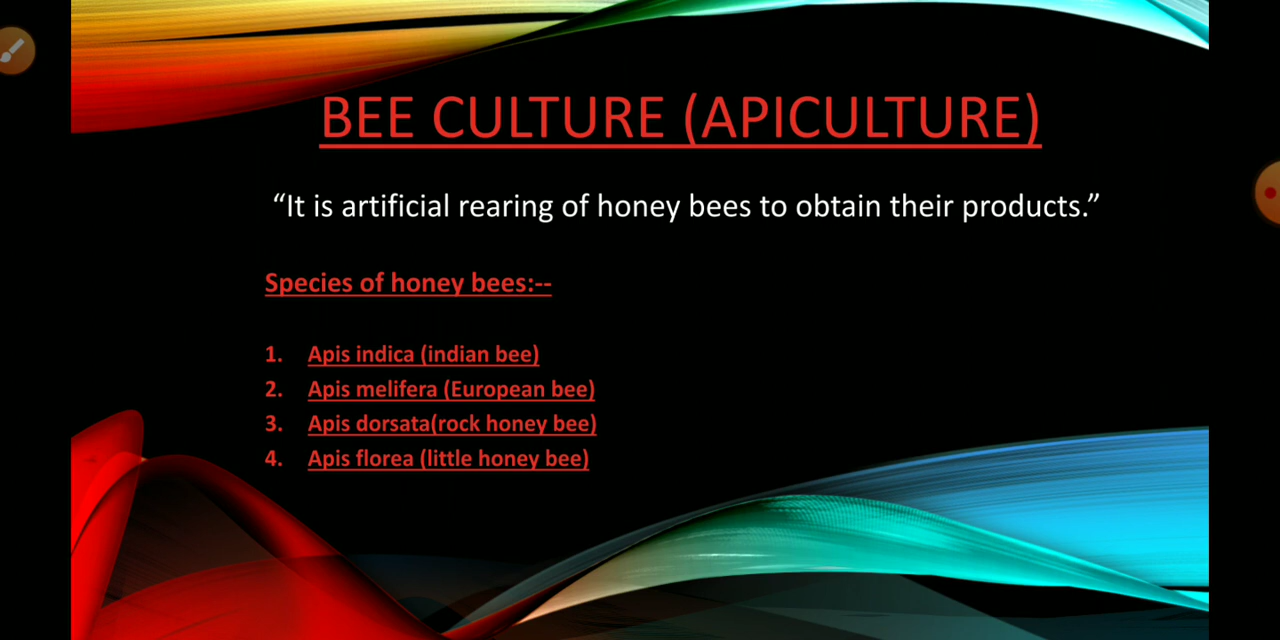 BEE CULTURE (APICULTURE)
“It is artificial rearing of honey bees to obtain their products.”
Species of honey bees:--
1. Apis indica (indian bee)
2. Apis melifera (European bee)
3. Apis dorsata(rock honey bee)
4. Apis florea (little honey bee)